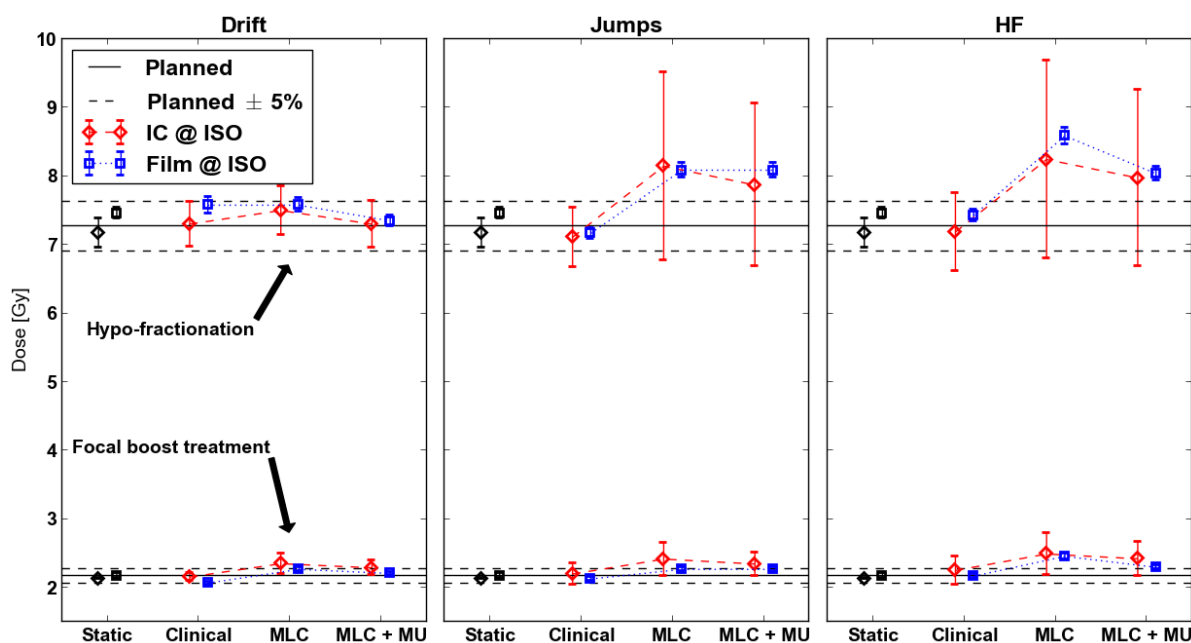 Drift
Jumps
HF
10
9
8
7
6
5
4
3
2
Dose [Gy]
Planned
Planned ± 5%
IC @ ISO
Film @ ISO
Hypo-fractionation
Focal boost treatment
Static Clinical MLC MLC + MU
Static Clinical MLC MLC + MU
Static Clinical MLC MLC + MU